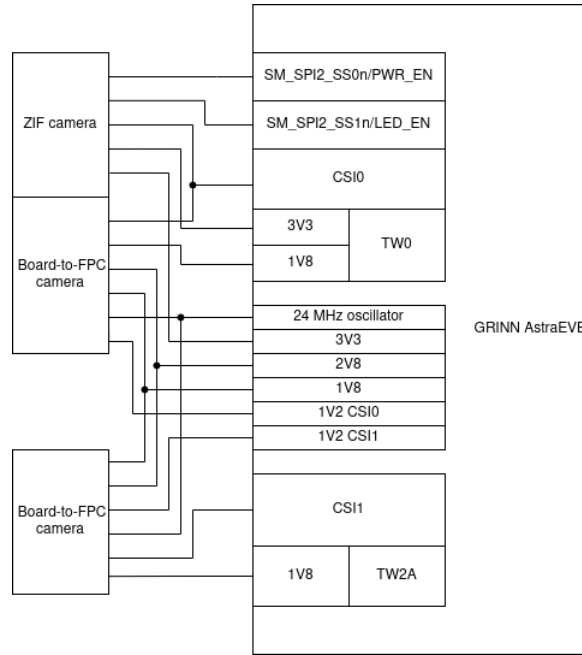 ZIF camera
Board-to-FPC
camera
Board-to-FPC
camera
SM_SPI2_SS0n/PWR_EN
SM_SPI2_SS1n/LED_EN
CSI0
3V3
TW0
1V8
24 MHz oscillator
3V3
2V8
1V8
1V2 CSI0
1V2 CSI1
CSI1
1V8
TW2A
GRINN AstraEVB